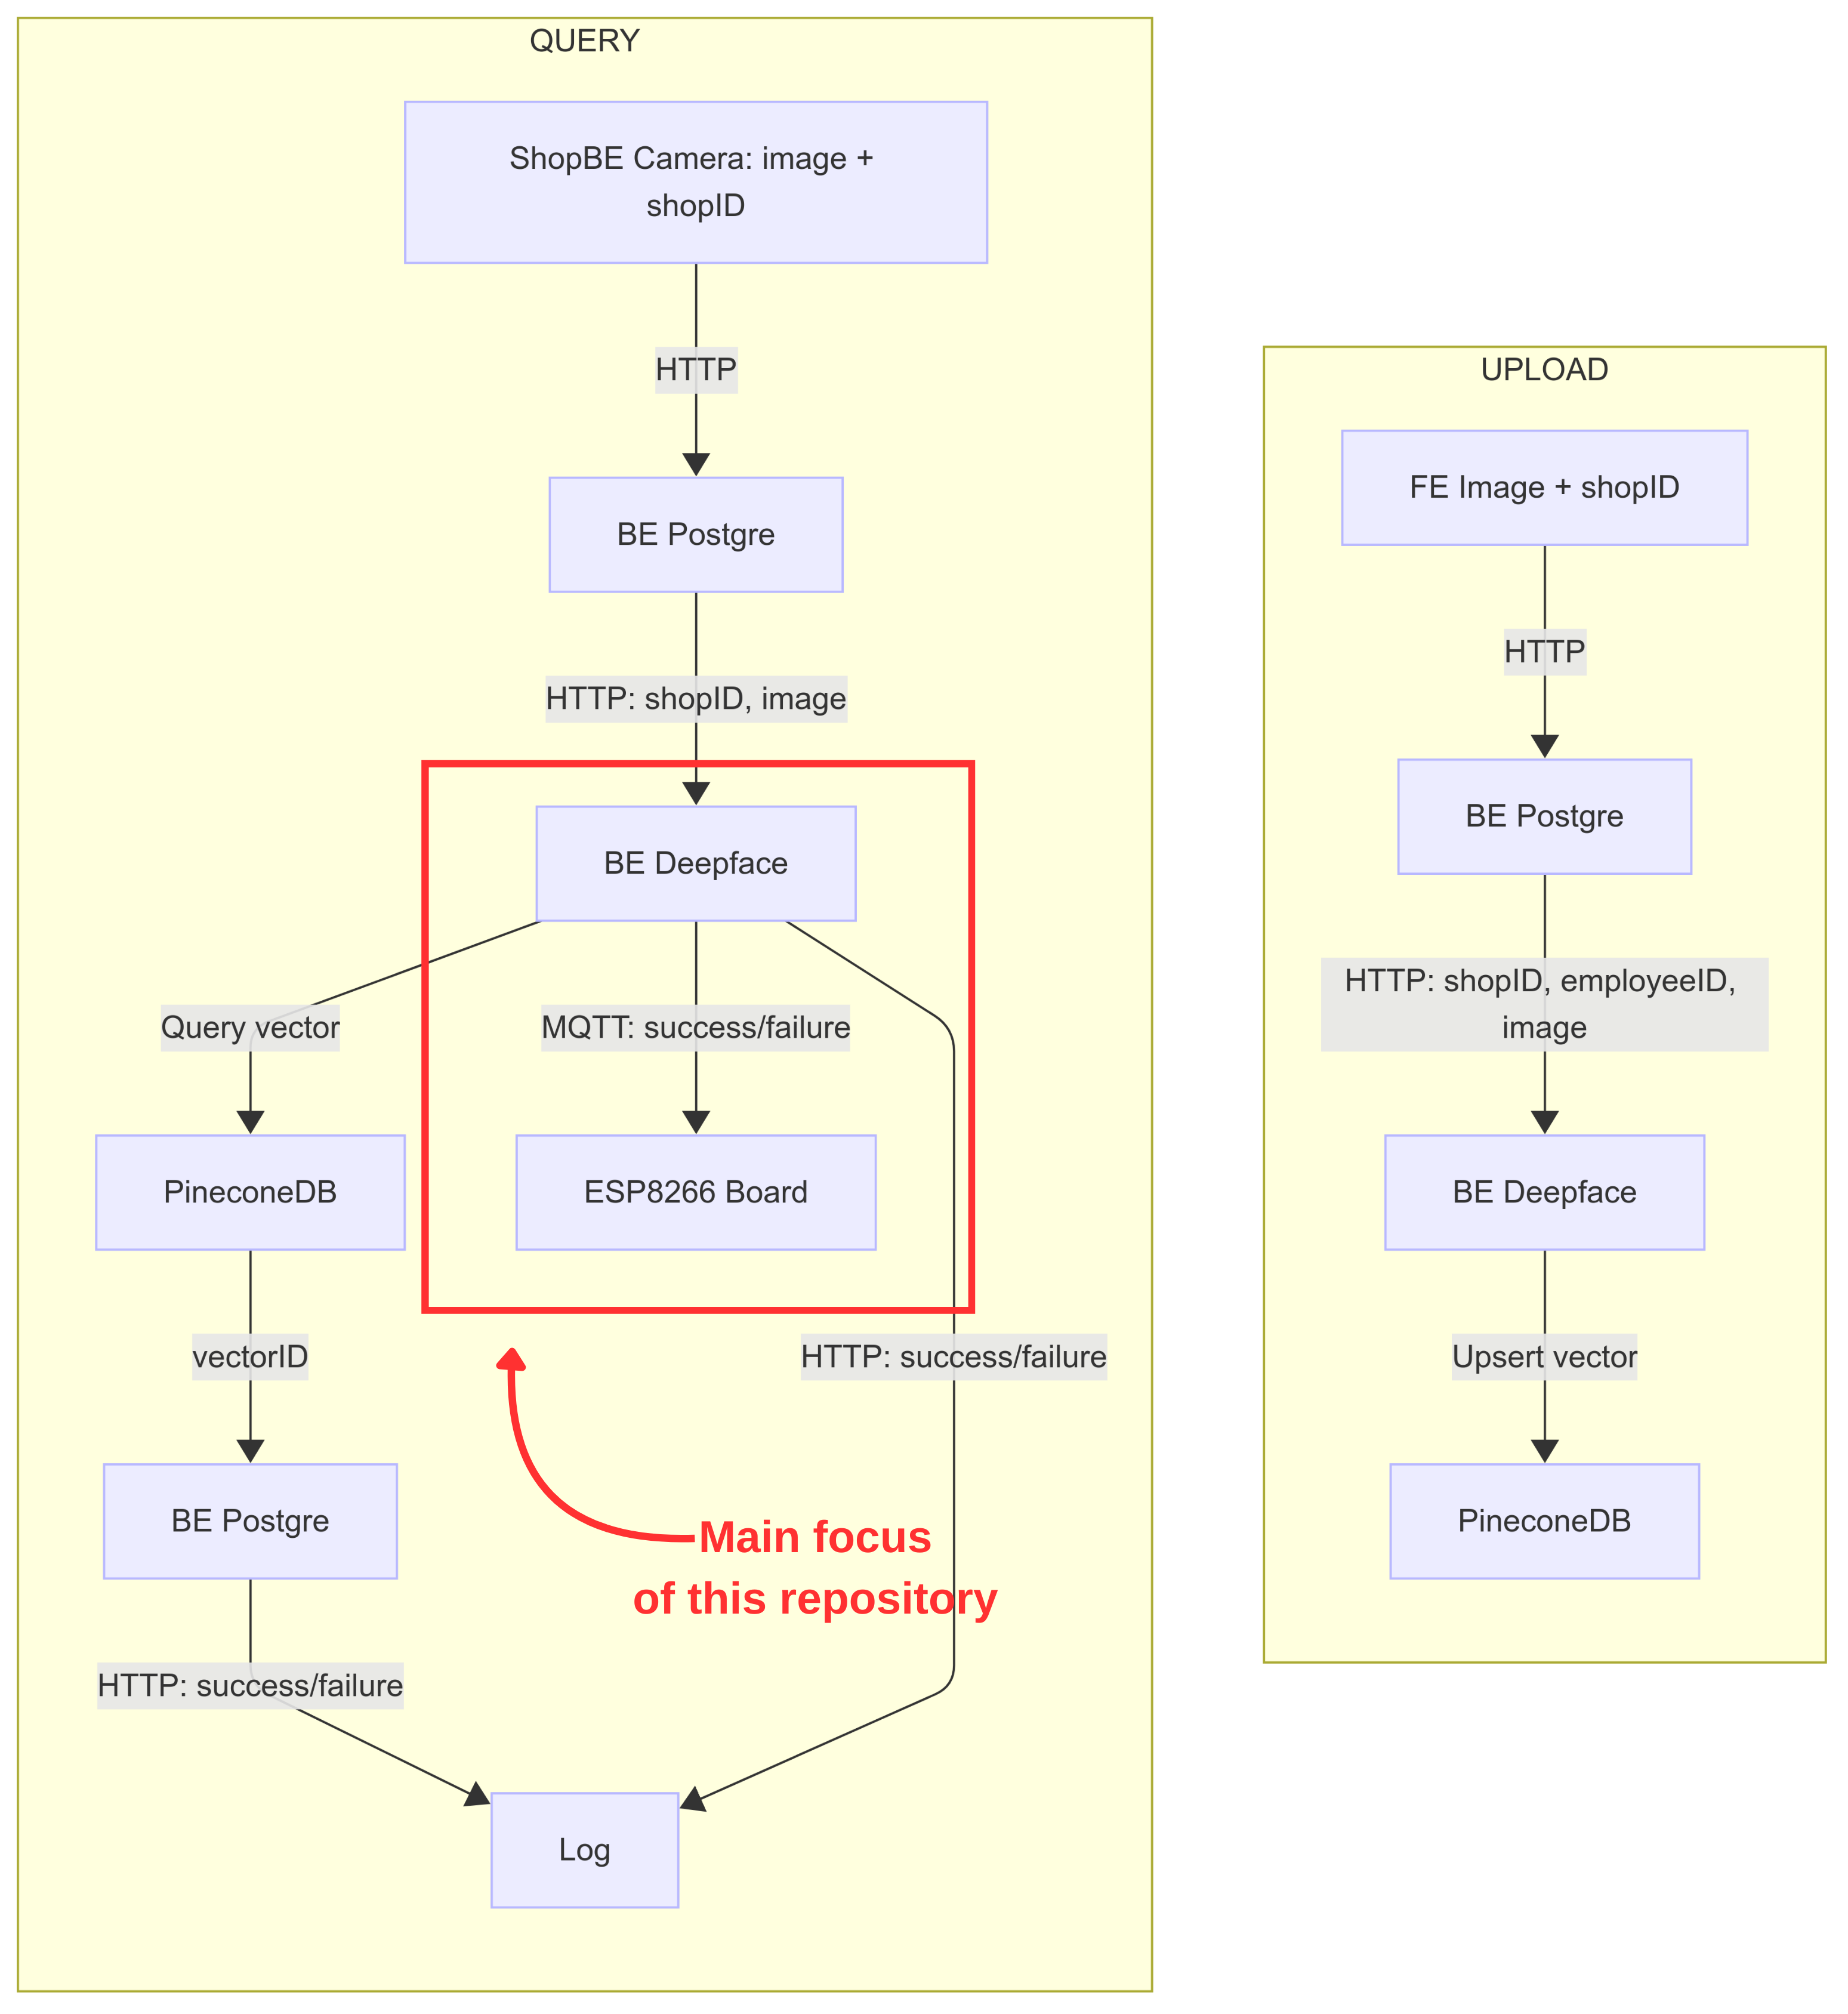 QUERY
ShopBE Camera: image +
shopID
HTTP
BE Postgre
HTTP: shopID, image
BE Deepface
Query vector
MQTT: success/failure
PineconeDB
ESP8266 Board
vectorID
HTTP: success/failure
BE Postgre
Main focus
of this repository
HTTP: success/failure
Log
UPLOAD
FE Image + shopID
HTTP
BE Postgre
HTTP: shopID, employeeID,
image
BE Deepface
Upsert vector
PineconeDB